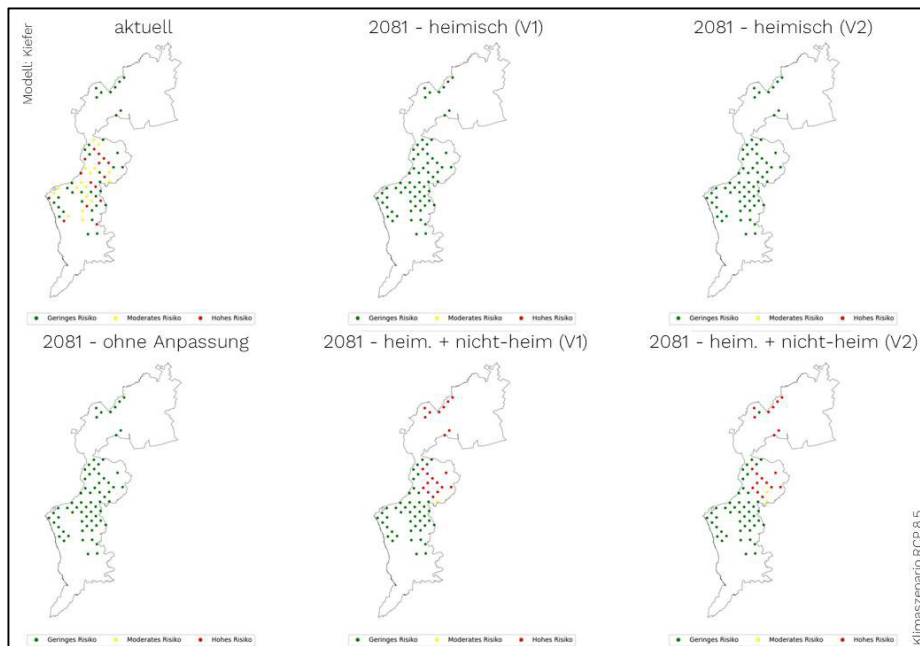 Modell: Kiefer
aktuell
2081 - heimisch (V1)
2081 - heimisch (V2)
Geringes Risiko Moderates Risiko Hohes Risiko
Geringes Risiko Moderates Risiko Hohes Risiko
Geringes Risiko Moderates Risiko Hohes Risiko
2081 - ohne Anpassung
2081 - heim. + nicht-heim (V1)
2081 - heim. + nicht-heim (V2)
Geringes Risiko Moderates Risiko Hohes Risiko
Geringes Risiko Moderates Risiko Hohes Risiko
Geringes Risiko Moderates Risiko Hohes Risiko
Klimaszenario RCP 8.5